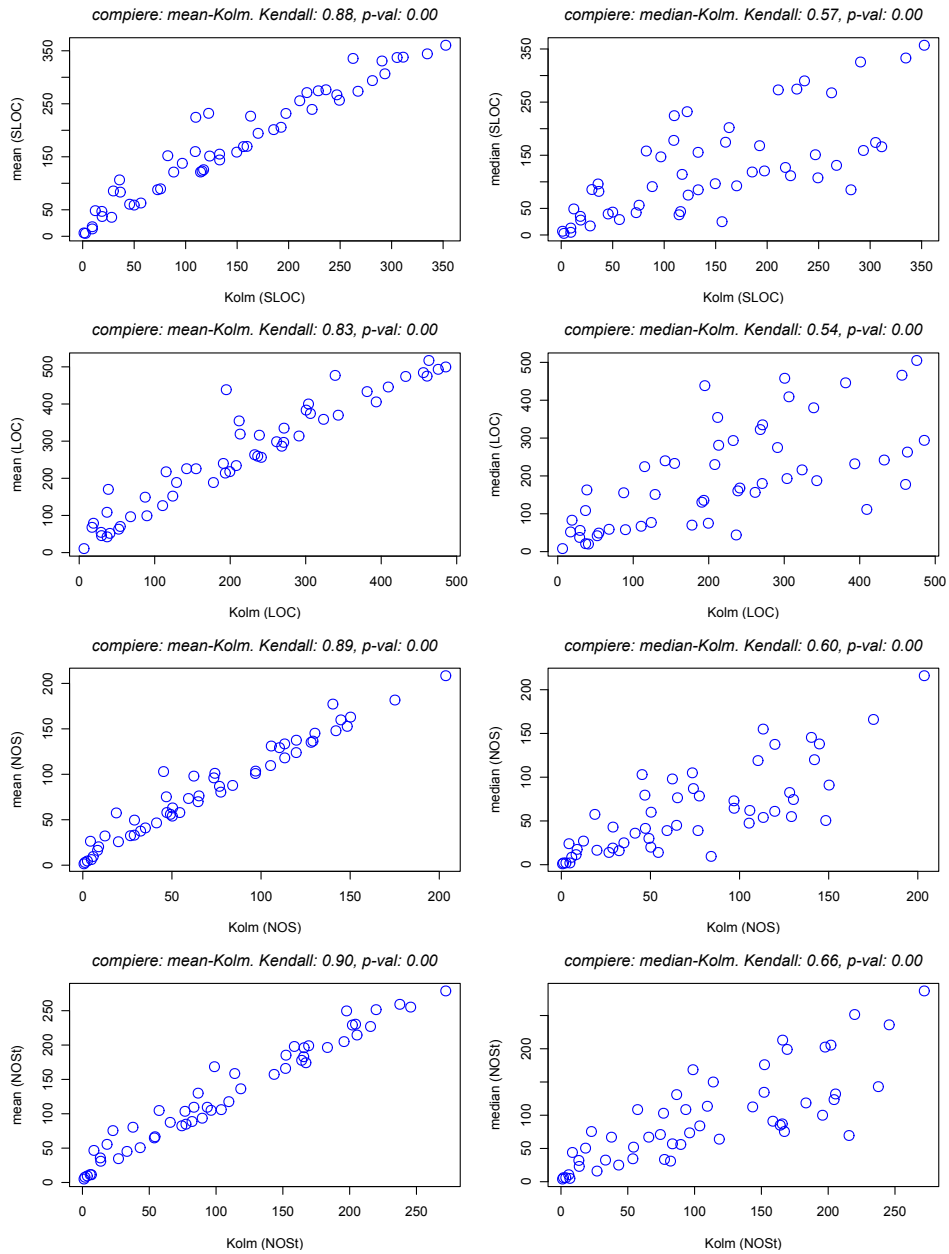 compiere: mean-Kolm. Kendall: 0.88, p-val: 0.00
mean (SLOC)
0 50 150 250 350
0 50 100 150 200 250 300 350
Kolm (SLOC)
compiere: median-Kolm. Kendall: 0.57, p-val: 0.00
median (SLOC)
0 50 150 250 350
0 50 100 150 200 250 300 350
Kolm (SLOC)
compiere: mean-Kolm. Kendall: 0.83, p-val: 0.00
mean (LOC)
0 100 200 300 400 500
0 100 200 300 400 500
Kolm (LOC)
compiere: median-Kolm. Kendall: 0.54, p-val: 0.00
median (LOC)
0 100 200 300 400 500
0 100 200 300 400 500
Kolm (LOC)
compiere: mean-Kolm. Kendall: 0.89, p-val: 0.00
mean (NOS)
0 50 100 150 200
0 50 100 150 200
Kolm (NOS)
compiere: median-Kolm. Kendall: 0.60, p-val: 0.00
median (NOS)
0 50 100 150 200
0 50 100 150 200
Kolm (NOS)
compiere: mean-Kolm. Kendall: 0.90, p-val: 0.00
mean (NOSt)
0 50 100 150 200 250
0 50 100 150 200 250
Kolm (NOSt)
compiere: median-Kolm. Kendall: 0.66, p-val: 0.00
median (NOSt)
0 50 100 150 200
0 50 100 150 200 250
Kolm (NOSt)